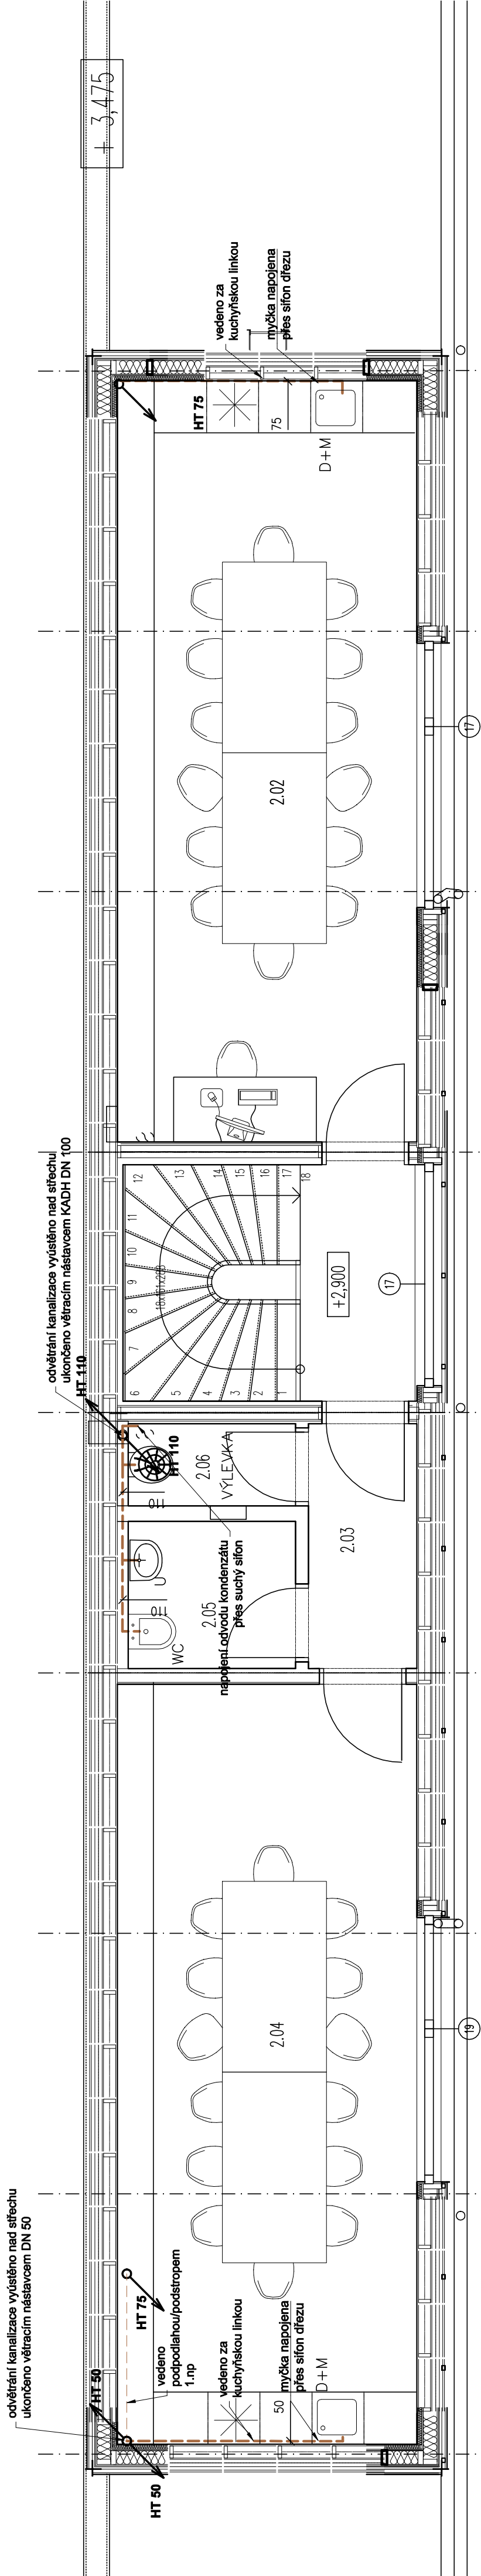 + 3,475
vedeno za
kuchyňskou linkou
myčka napojena
přes sifon dřezu
HT 75
75
D+M
2.02
17
odvětrání kanalizace vyústěno nad střechu
ukončeno větracím nástavcem KADH DN 100
HT 110
1
2
3
4
5
6
7
8
9
10
11
12
13
14
15
16
17
18
+2,900
17
HT 110
2.06
VÝLEVKA
110
U
110
2.05
WC
napojení odvodu kondenzátu
přes suchý sifon
2.03
2.04
19
odvětrání kanalizace vyústěno nad střechu
ukončeno větracím nástavcem DN 50
HT 50
HT 75
vedeno
podpodlahou/podstropem
1.np
vedeno za
kuchyňskou linkou
myčka napojena
přes sifon dřezu
50
D+M
HT 50